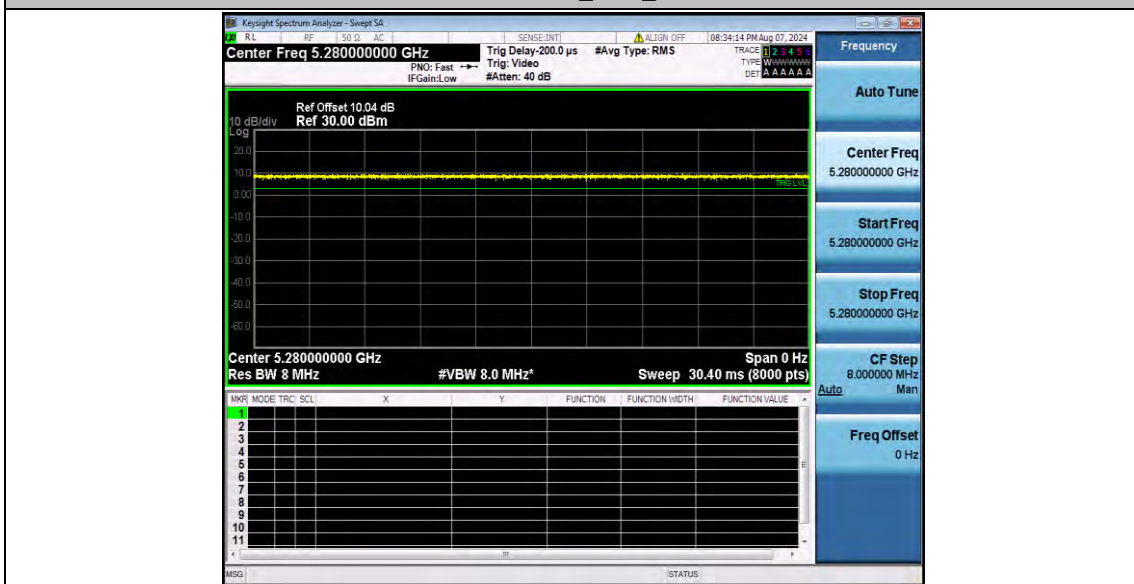 Keysight Spectrum Analyzer - Swept SA
RL RF 50 Ω AC SENSE:INT ALIGN OFF 08:34:14 PM Aug 07, 2024
Center Freq 5.280000000 GHz
PNO: Fast
IFGain:Low
Trig Delay-200.0 µs
Trig: Video
#Atten: 40 dB
#Avg Type: RMS
TRACE 1 2 3 4 5 6
TYPE WWWWWW
DET A A A A A A
Ref Offset 10.04 dB
10 dB/div Ref 30.00 dBm
Log
20.0
10.0
0.00
-10.0
-20.0
-30.0
-40.0
-50.0
-60.0
TRIG LVL
Center 5.280000000 GHz Span 0 Hz
Res BW 8 MHz #VBW 8.0 MHz* Sweep 30.40 ms (8000 pts)
MKR MODE TRC SCL X Y FUNCTION FUNCTION WIDTH FUNCTION VALUE
1
2
3
4
5
6
7
8
9
10
11
MSG STATUS
Frequency
Auto Tune
Center Freq
5.280000000 GHz
Start Freq
5.280000000 GHz
Stop Freq
5.280000000 GHz
CF Step
8.000000 MHz
Auto Man
Freq Offset
0 Hz